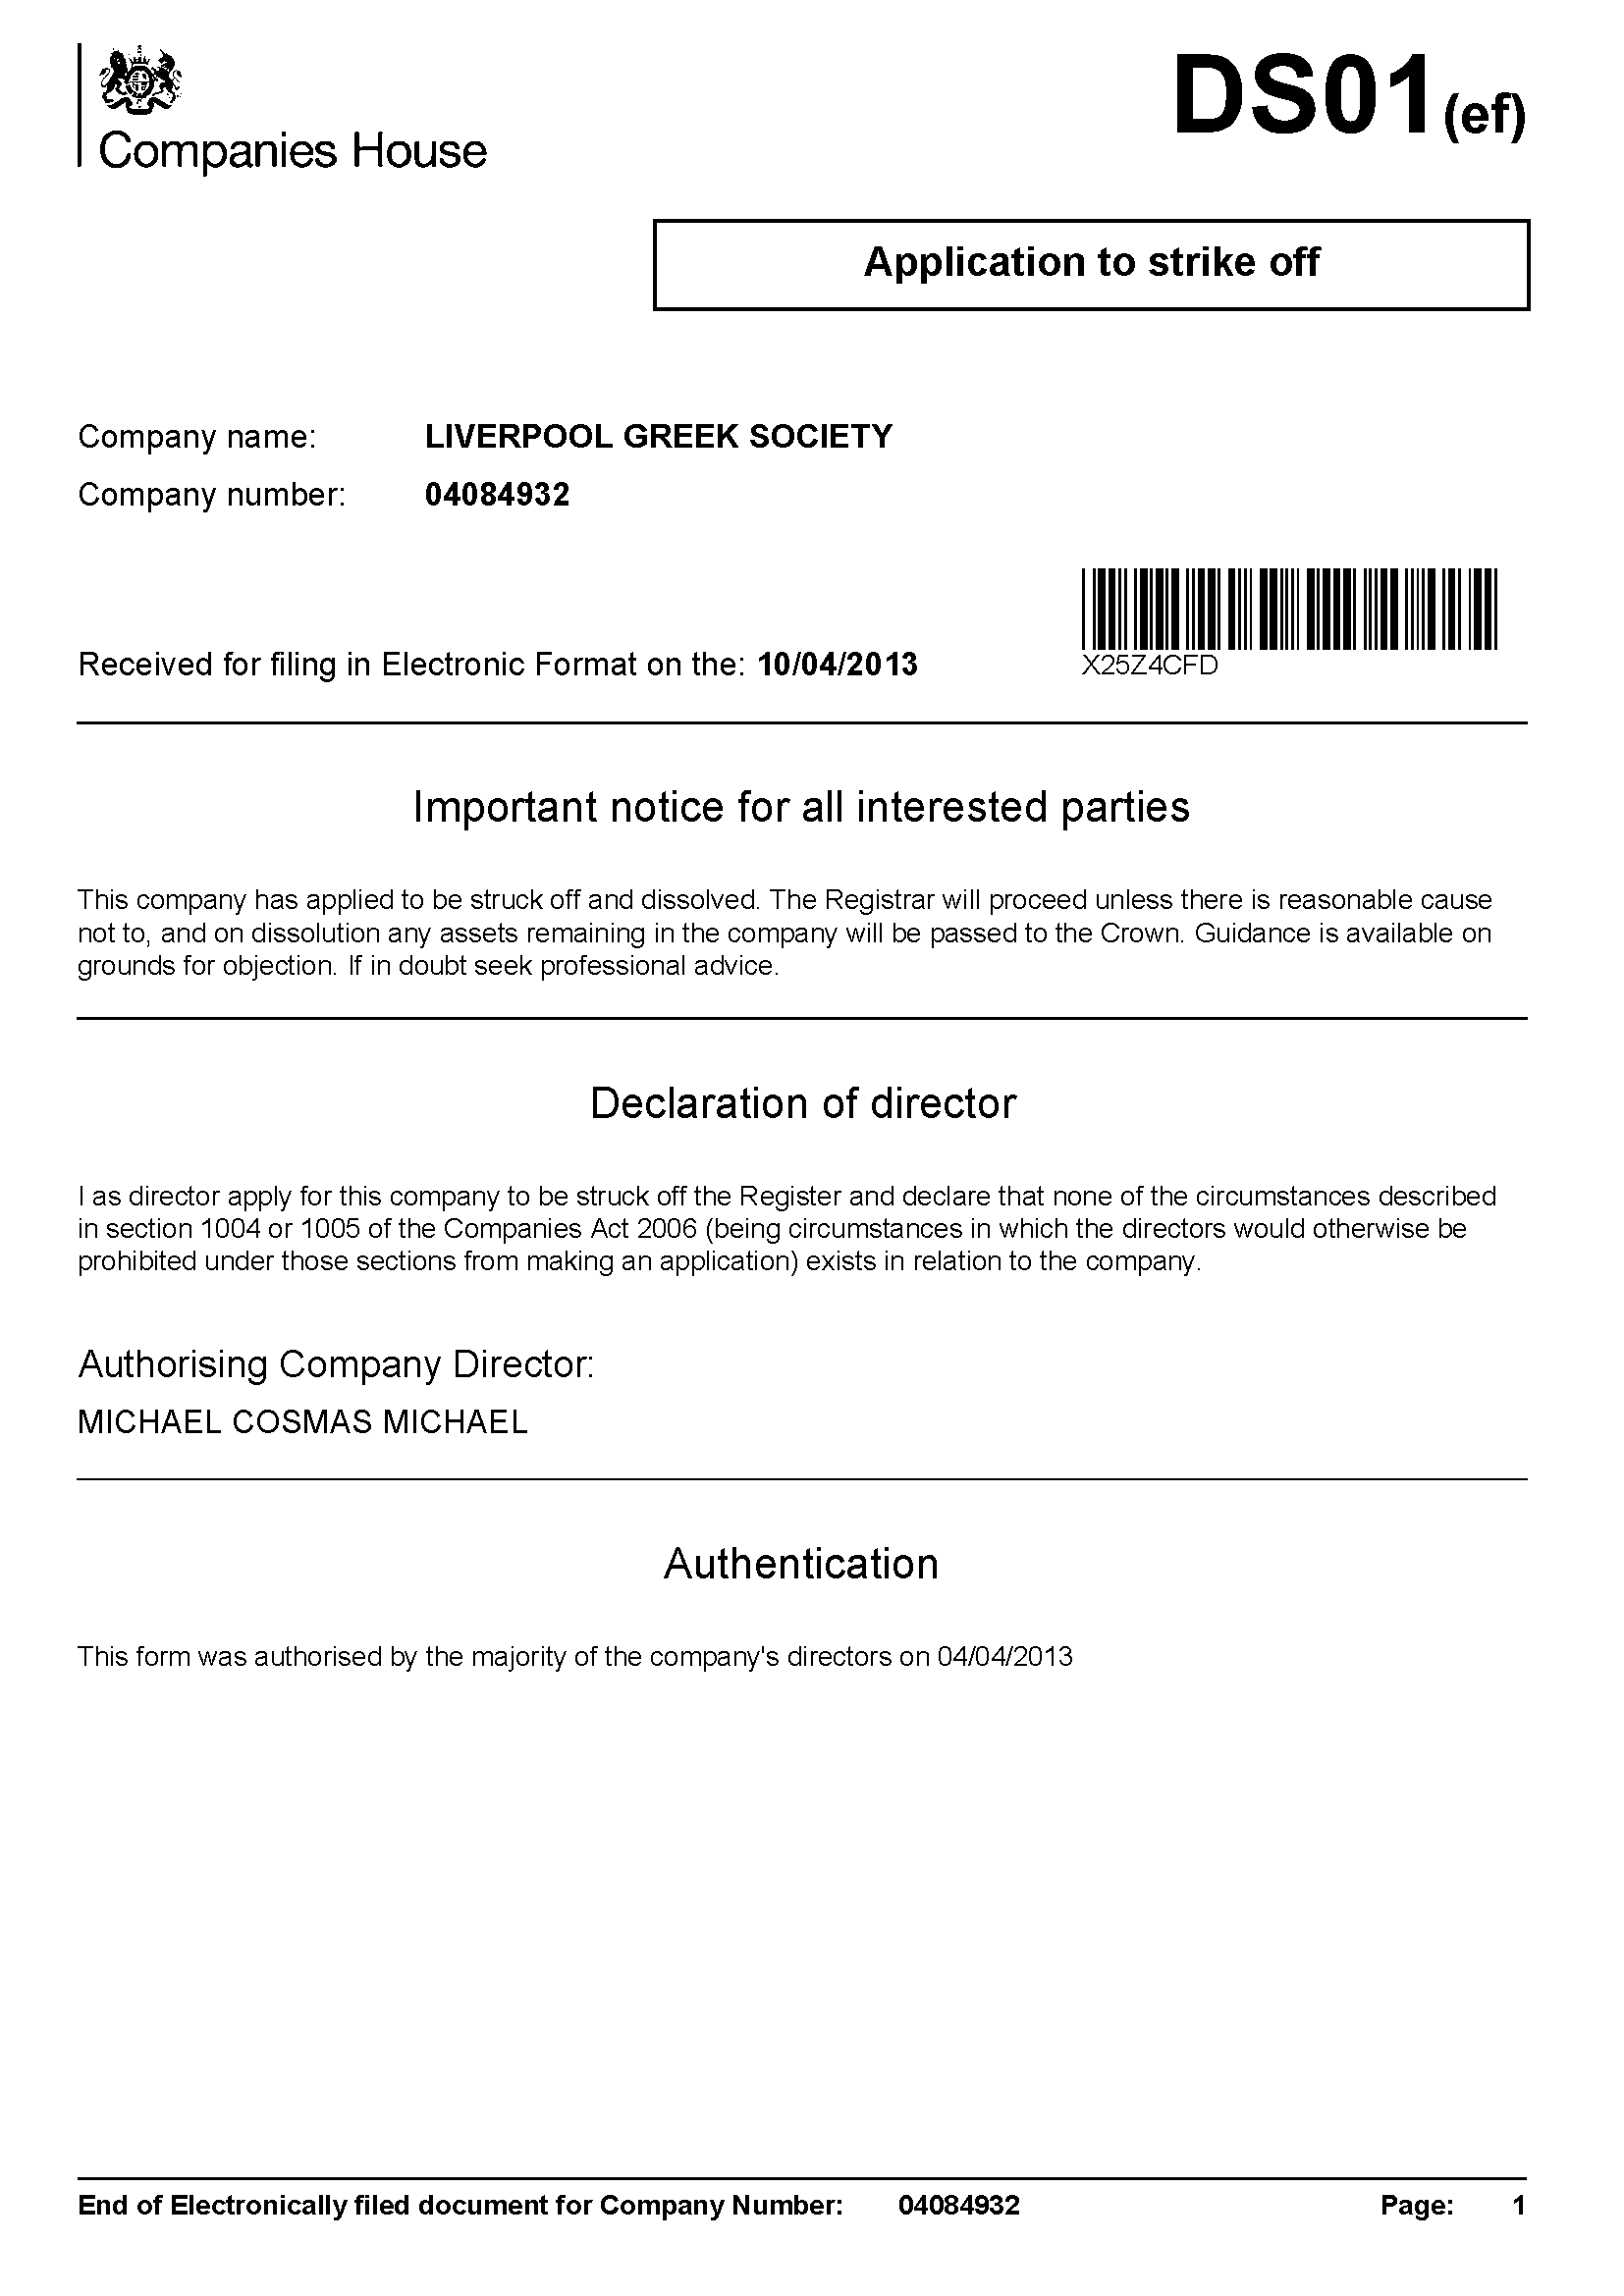 Companies House
DS01(ef)
Application to strike off
Company name: LIVERPOOL GREEK SOCIETY
Company number: 04084932
X25Z4CFD
Received for filing in Electronic Format on the: 10/04/2013
Important notice for all interested parties
This company has applied to be struck off and dissolved. The Registrar will proceed unless there is reasonable cause
not to, and on dissolution any assets remaining in the company will be passed to the Crown. Guidance is available on
grounds for objection. If in doubt seek professional advice.
Declaration of director
I as director apply for this company to be struck off the Register and declare that none of the circumstances described
in section 1004 or 1005 of the Companies Act 2006 (being circumstances in which the directors would otherwise be
prohibited under those sections from making an application) exists in relation to the company.
Authorising Company Director:
MICHAEL COSMAS MICHAEL
Authentication
This form was authorised by the majority of the company's directors on 04/04/2013
End of Electronically filed document for Company Number: 04084932 Page: 1